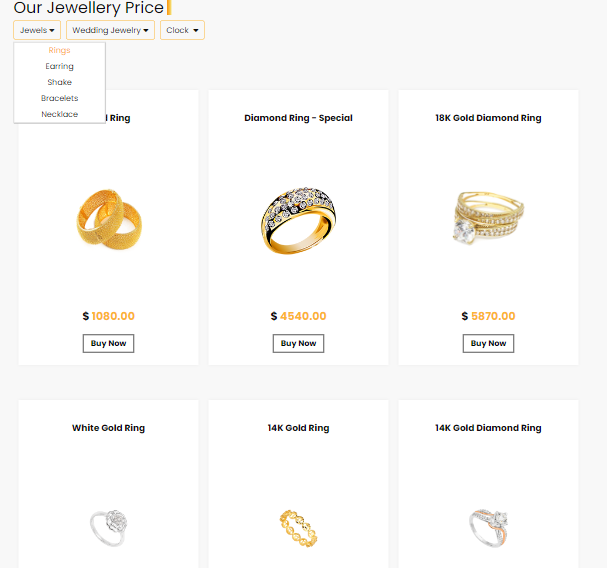 Our Jewellery Price
Jewels
Wedding Jewelry
Clock
Rings
Earring
Shake
Bracelets
Necklace
Ring
Diamond Ring - Special
18K Gold Diamond Ring
$ 1080.00
$ 4540.00
$ 5870.00
Buy Now
Buy Now
Buy Now
White Gold Ring
14K Gold Ring
14K Gold Diamond Ring